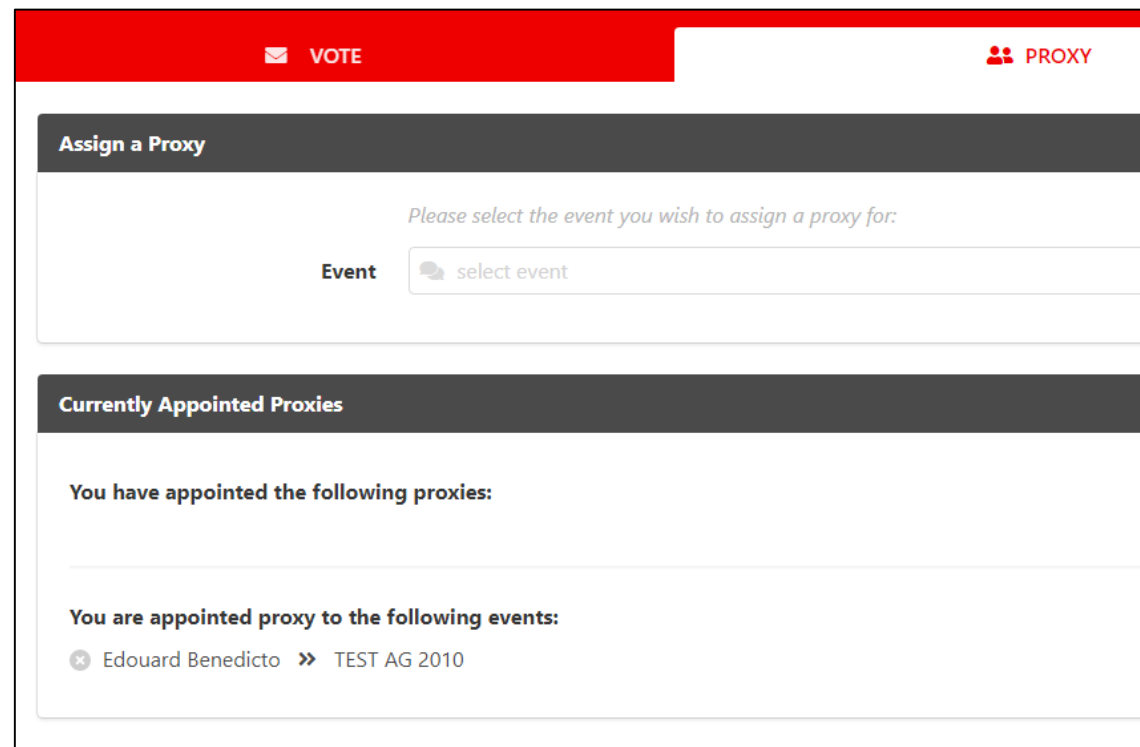 VOTE
PROXY
Assign a Proxy
Please select the event you wish to assign a proxy for:
Event select event
Currently Appointed Proxies
You have appointed the following proxies:
You are appointed proxy to the following events:
Edouard Benedicto » TEST AG 2010